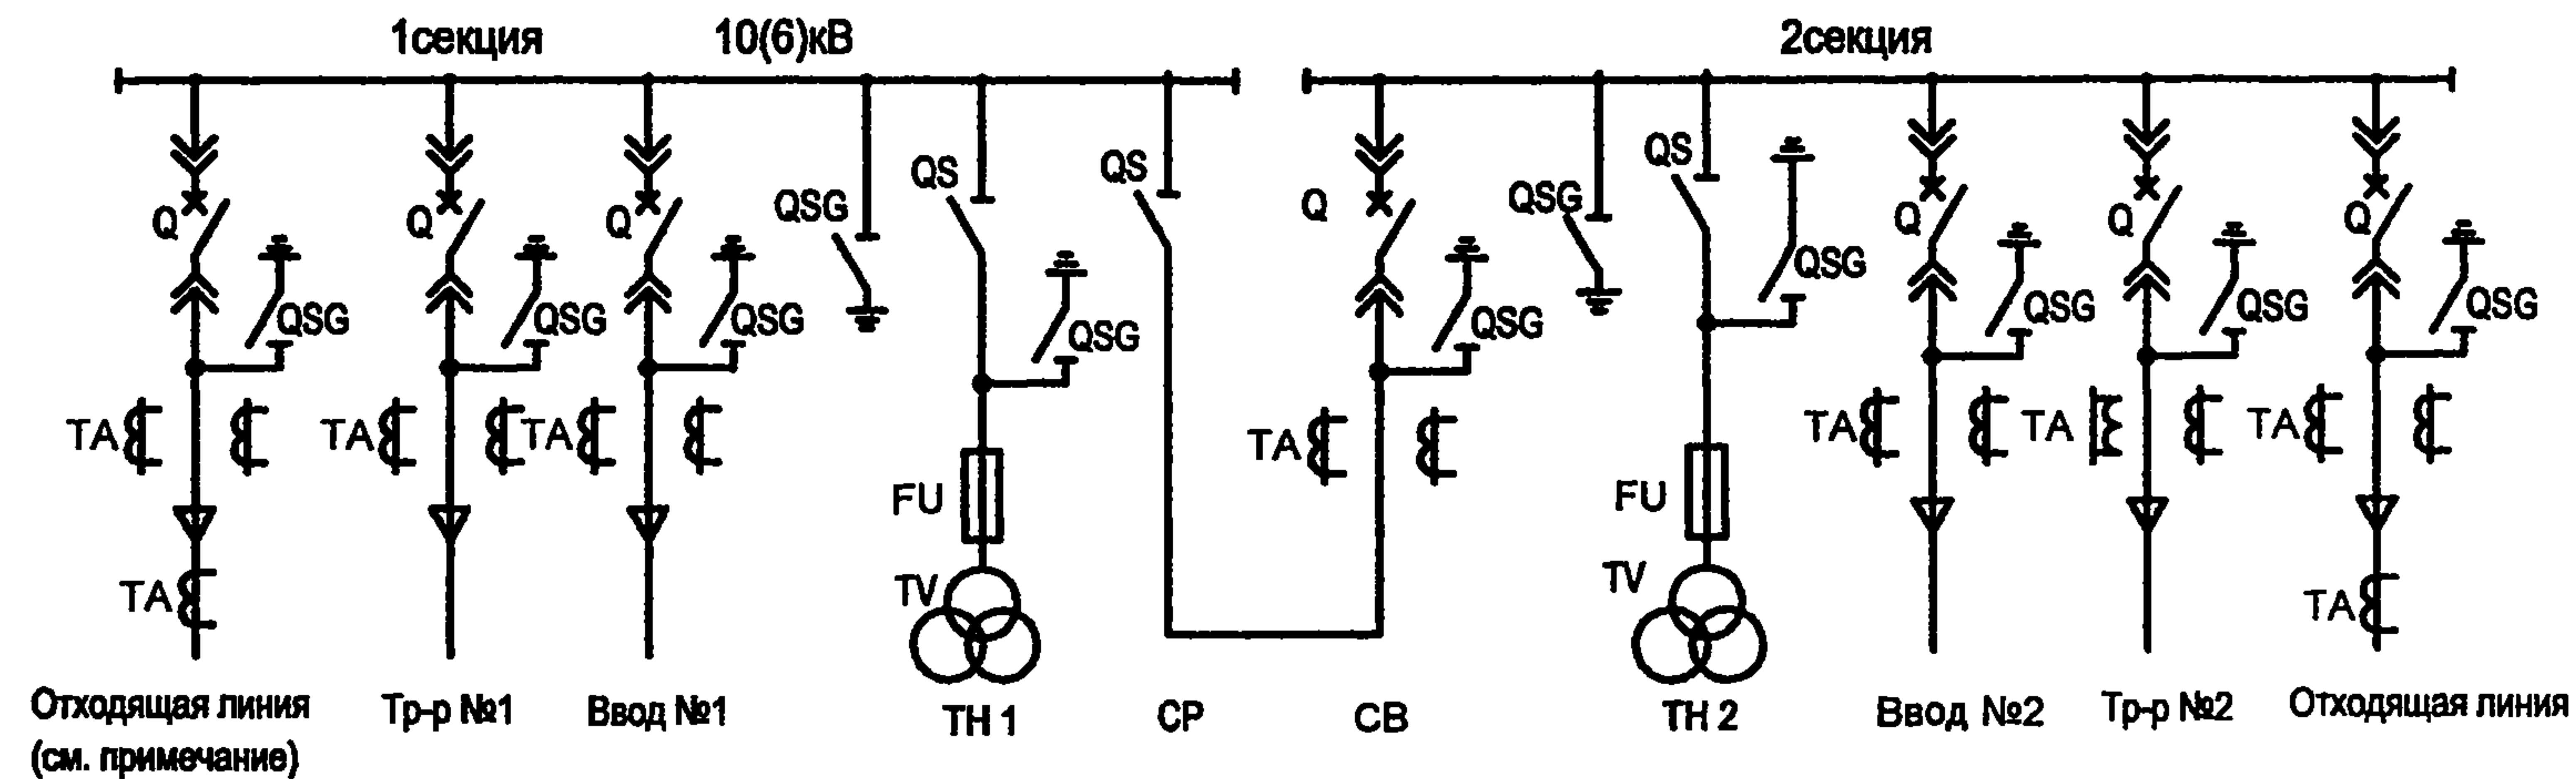 1секция
10(6)кВ
2секция
Q
QSG
TA
TA
Отходящая линия
(см. примечание)
Q
QSG
TA
Тр-р №1
Q
QSG
TA
Ввод №1
QSG
QS
QSG
FU
TV
ТН 1
QS
СР
Q
QSG
TA
СВ
QSG
QS
QSG
FU
TV
ТН 2
Q
QSG
TA
Ввод №2
Q
QSG
TA
Тр-р №2
Q
QSG
TA
TA
Отходящая линия